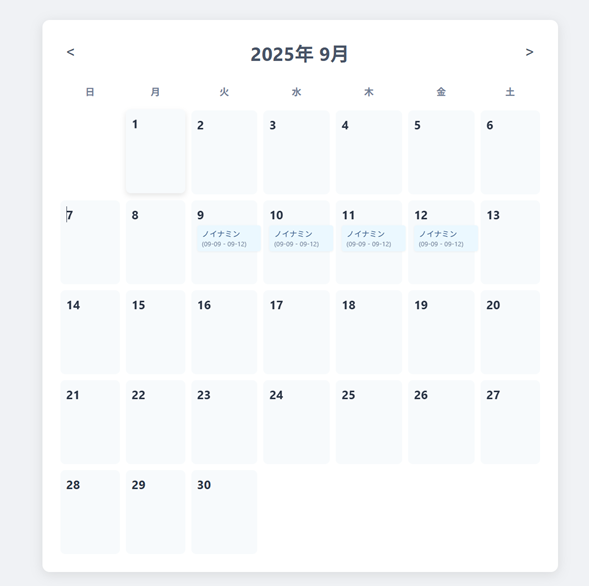 < 2025年 9月 >
日 月 火 水 木 金 土
1 2 3 4 5 6
7 8 9 10 11 12 13
ノイナミン ノイナミン ノイナミン ノイナミン
(09-09 - 09-12) (09-09 - 09-12) (09-09 - 09-12) (09-09 - 09-12)
14 15 16 17 18 19 20
21 22 23 24 25 26 27
28 29 30